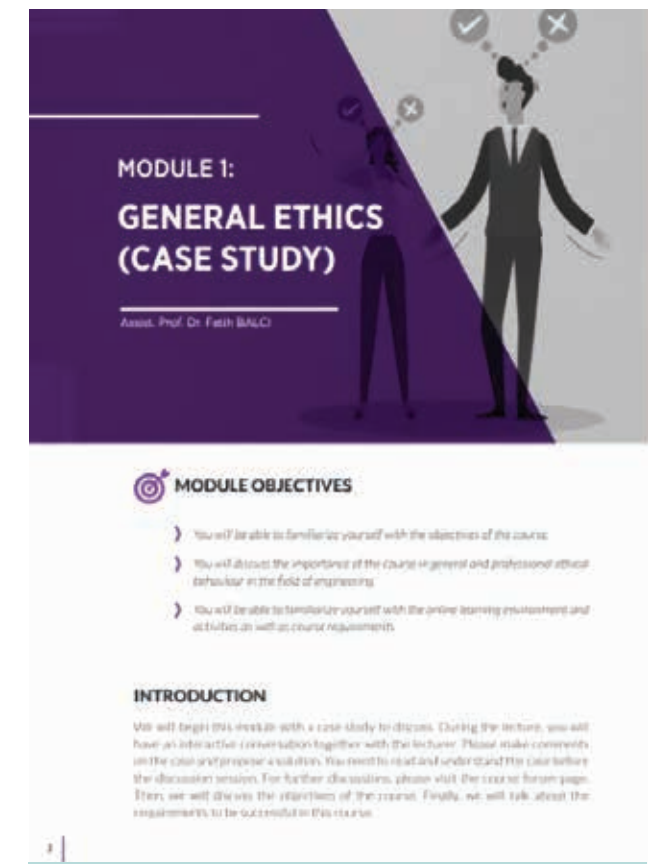 MODULE 1:
GENERAL ETHICS
(CASE STUDY)
Assist. Prof. Dr. Fatih BALCI
MODULE OBJECTIVES
You will be able to familiarize yourself with the objectives of the course.
You will discuss the importance of the course in general and professional ethical
behaviour in the field of engineering.
You will be able to familiarize yourself with the online learning environment and
activities as well as course requirements.
INTRODUCTION
We will begin this module with a case study to discuss. During the lecture, you will
have an interactive conversation together with the lecturer. Please make comments
on the case and propose a solution. You need to read and understand the case before
the discussion session. For further discussions, please visit the course forum page.
Then, we will discuss the objectives of the course. Finally, we will talk about the
requirements to be successful in this course.